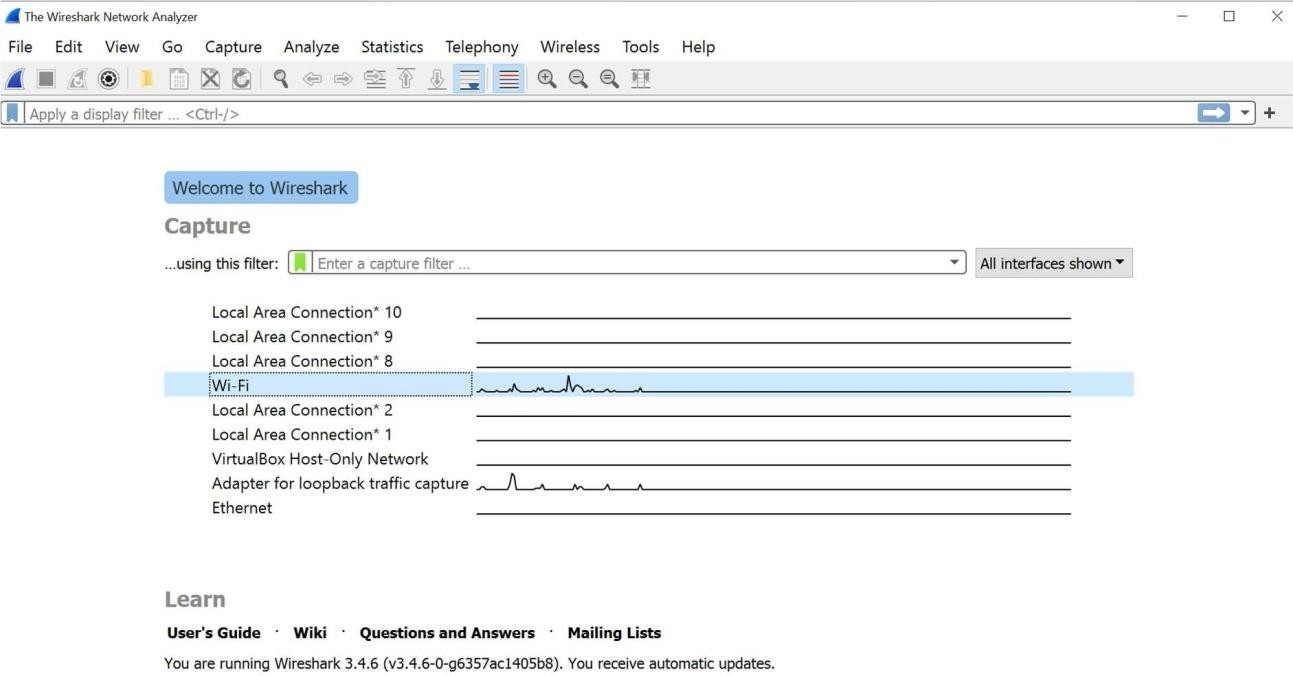 The Wireshark Network Analyzer
File Edit View Go Capture Analyze Statistics Telephony Wireless Tools Help
Apply a display filter ... <Ctrl-/>
Welcome to Wireshark
Capture
...using this filter: Enter a capture filter ... All interfaces shown
Local Area Connection* 10
Local Area Connection* 9
Local Area Connection* 8
Wi-Fi
Local Area Connection* 2
Local Area Connection* 1
VirtualBox Host-Only Network
Adapter for loopback traffic capture
Ethernet
Learn
User's Guide · Wiki · Questions and Answers · Mailing Lists
You are running Wireshark 3.4.6 (v3.4.6-0-g6357ac1405b8). You receive automatic updates.